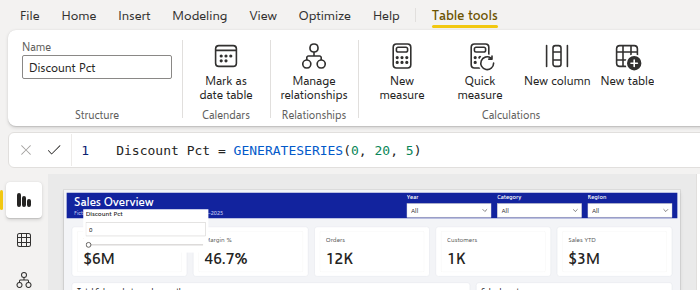 File Home Insert Modeling View Optimize Help Table tools
Name
Discount Pct
Mark as date table
Manage relationships
New measure
Quick measure
New column
New table
Structure
Calendars
Relationships
Calculations
1 Discount Pct = GENERATESERIES(0, 20, 5)
Sales Overview
Year
Category
Region
Discount Pct
-2025
All
All
All
0
Margin %
Orders
Customers
Sales YTD
$6M
46.7%
12K
1K
$3M